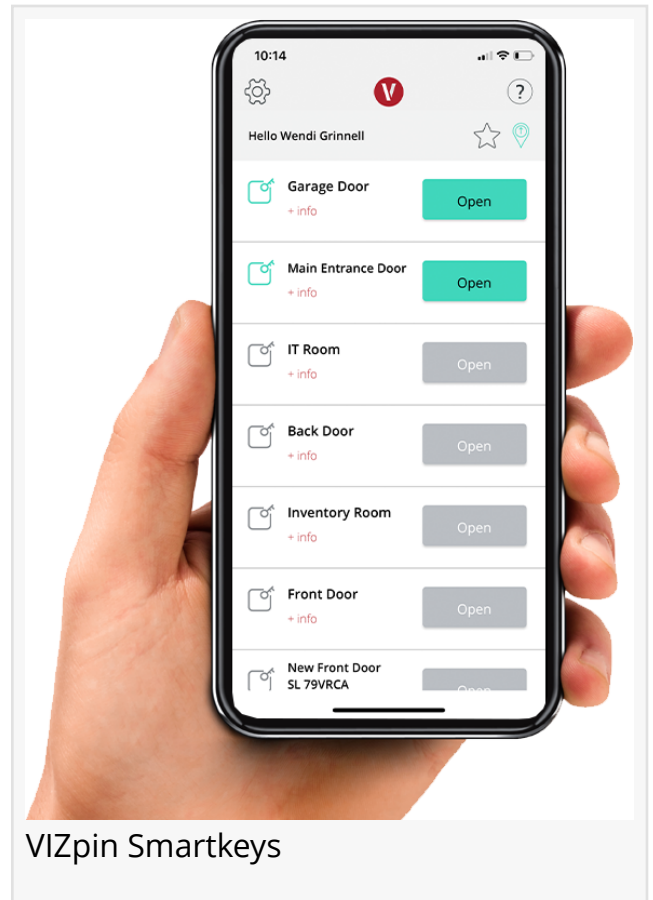 10:14
V
?
Hello Wendi Grinnell
Garage Door
+ info
Open
Main Entrance Door
+ info
Open
IT Room
+ info
Open
Back Door
+ info
Open
Inventory Room
+ info
Open
Front Door
+ info
Open
New Front Door
SL 79VRCA
Open
VIZpin Smartkeys